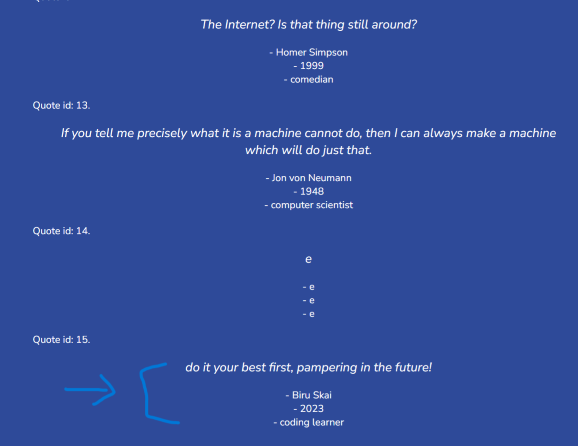 The Internet? Is that thing still around?
- Homer Simpson
- 1999
- comedian
Quote id: 13.
If you tell me precisely what it is a machine cannot do, then I can always make a machine
which will do just that.
- Jon von Neumann
- 1948
- computer scientist
Quote id: 14.
e
- e
- e
- e
Quote id: 15.
do it your best first, pampering in the future!
- Biru Skai
- 2023
- coding learner